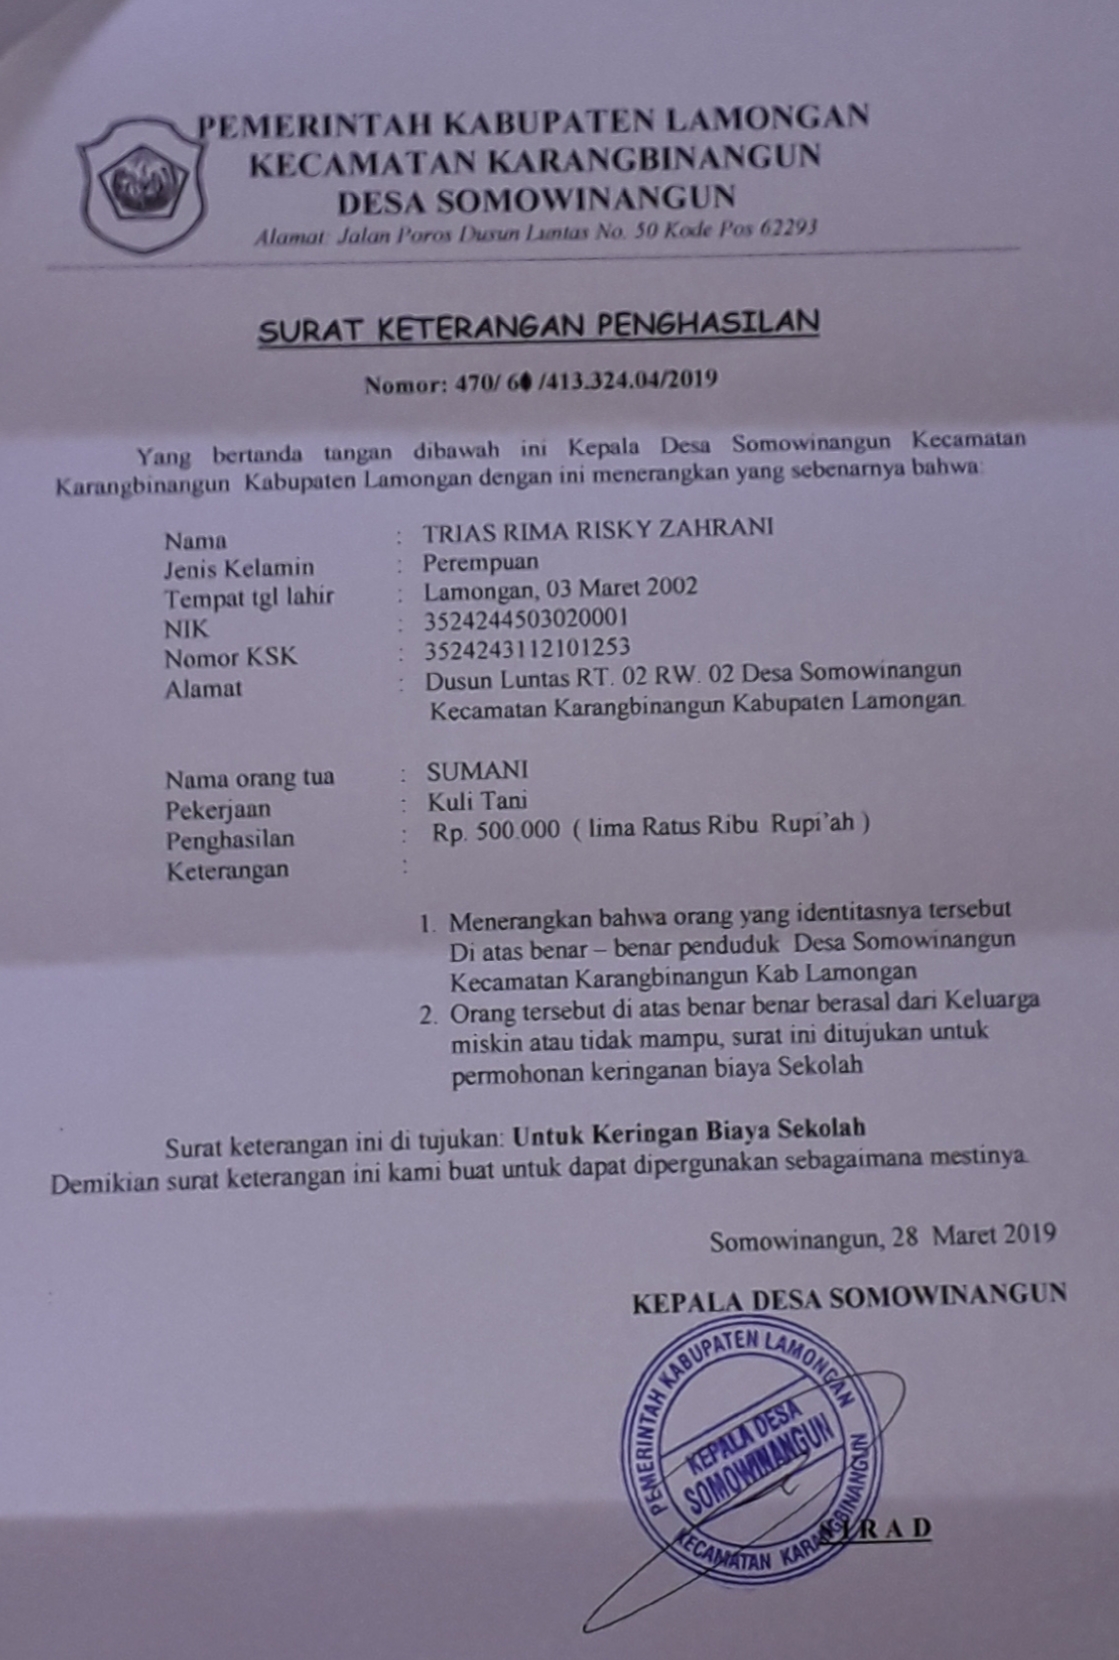 PEMERINTAH KABUPATEN LAMONGAN
KECAMATAN KARANGBINANGUN
DESA SOMOWINANGUN
Alamat: Jalan Poros Dusun Luntas No. 50 Kode Pos 62293
SURAT KETERANGAN PENGHASILAN
Nomor: 470/ /413.324.04/2019
Yang bertanda tangan dibawah ini Kepala Desa Somowinangun Kecamatan
Karangbinangun Kabupaten Lamongan dengan ini menerangkan yang sebenarnya bahwa:
Nama : TRIAS RIMA RISKY ZAHRANI
Jenis Kelamin : Perempuan
Tempat tgl lahir : Lamongan, 03 Maret 2002
NIK : 3524244503020001
Nomor KSK : 3524243112101253
Alamat : Dusun Luntas RT. 02 RW. 02 Desa Somowinangun
Kecamatan Karangbinangun Kabupaten Lamongan.
Nama orang tua : SUMANI
Pekerjaan : Kuli Tani
Penghasilan : Rp. 500.000 ( lima Ratus Ribu Rupi'ah )
Keterangan :
1. Menerangkan bahwa orang yang identitasnya tersebut
Di atas benar – benar penduduk Desa Somowinangun
Kecamatan Karangbinangun Kab Lamongan
2. Orang tersebut di atas benar benar berasal dari Keluarga
miskin atau tidak mampu, surat ini ditujukan untuk
permohonan keringanan biaya Sekolah
Surat keterangan ini di tujukan: Untuk Keringan Biaya Sekolah
Demikian surat keterangan ini kami buat untuk dapat dipergunakan sebagaimana mestinya.
Somowinangun, 28 Maret 2019
KEPALA DESA SOMOWINANGUN
PEMERINTAH KABUPATEN LAMONGAN
KEPALA DESA
SOMOWINANGUN
KECAMATAN KARANGBINANGUN